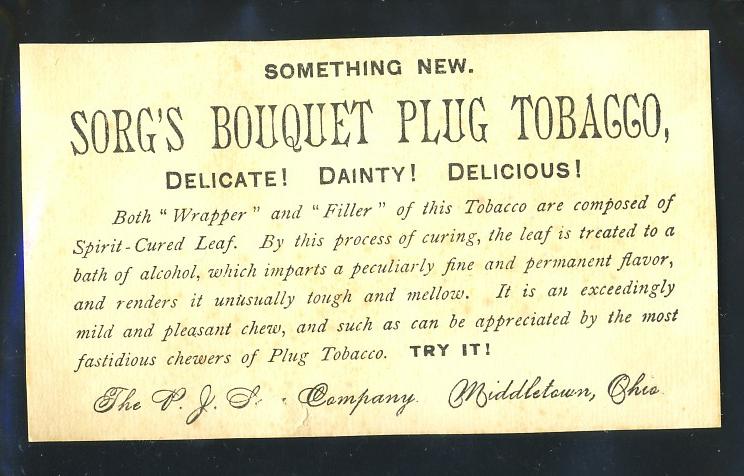 SOMETHING NEW.
SORG'S BOUQUET PLUG TOBACCO,
DELICATE! DAINTY! DELICIOUS!
Both "Wrapper" and "Filler" of this Tobacco are composed of
Spirit-Cured Leaf. By this process of curing, the leaf is treated to a
bath of alcohol, which imparts a peculiarly fine and permanent flavor,
and renders it unusually tough and mellow. It is an exceedingly
mild and pleasant chew, and such as can be appreciated by the most
fastidious chewers of Plug Tobacco. TRY IT!
The P. J. Company. Middletown, Ohio.